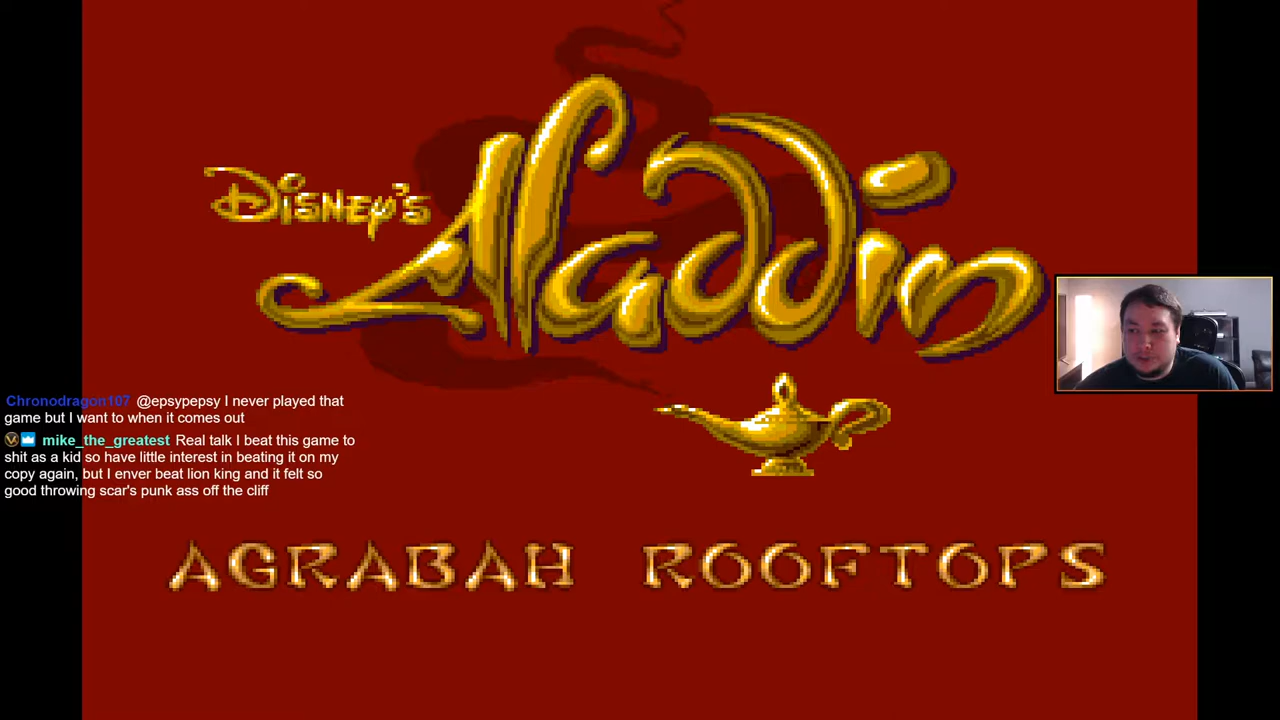 Disney's
Aladdin
Chronodragon107 @epsypepsy I never played that
game but I want to when it comes out
mike_the_greatest Real talk I beat this game to
shit as a kid so have little interest in beating it on my
copy again, but I enver beat lion king and it felt so
good throwing scar's punk ass off the cliff
AGRABAH ROOFTOPS